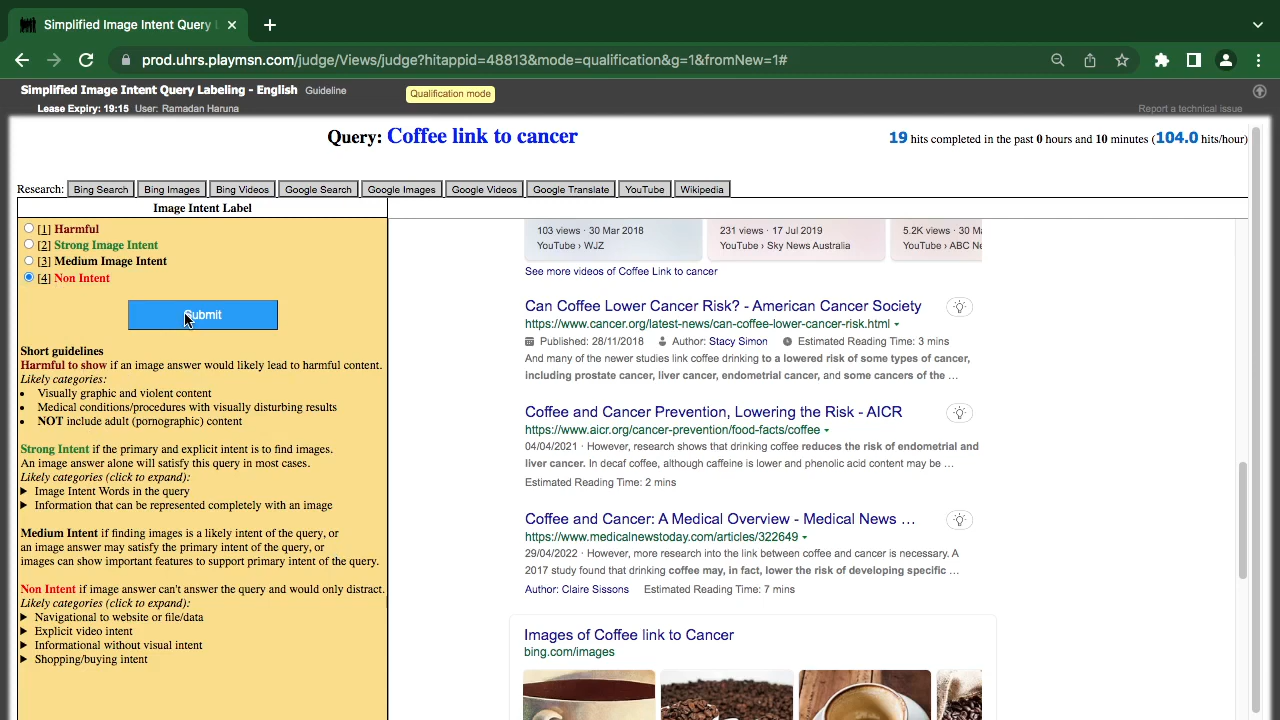 Simplified Image Intent Query L
prod.uhrs.playmsn.com/judge/Views/judge?hitappid=48813&mode=qualification&g=1&fromNew=1#
Simplified Image Intent Query Labeling - English Guideline
Qualification mode
Lease Expiry: 19:15 User: Ramadan Haruna
Report a technical issue
Query: Coffee link to cancer
19 hits completed in the past 0 hours and 10 minutes (104.0 hits/hour)
Research: Bing Search Bing Images Bing Videos Google Search Google Images Google Videos Google Translate YouTube Wikipedia
Image Intent Label
[1] Harmful
[2] Strong Image Intent
[3] Medium Image Intent
[4] Non Intent
Submit
Short guidelines
Harmful to show if an image answer would likely lead to harmful content.
Likely categories:
• Visually graphic and violent content
• Medical conditions/procedures with visually disturbing results
• NOT include adult (pornographic) content
Strong Intent if the primary and explicit intent is to find images.
An image answer alone will satisfy this query in most cases.
Likely categories (click to expand):
Image Intent Words in the query
Information that can be represented completely with an image
Medium Intent if finding images is a likely intent of the query, or
an image answer may satisfy the primary intent of the query, or
images can show important features to support primary intent of the query.
Non Intent if image answer can't answer the query and would only distract.
Likely categories (click to expand):
Navigational to website or file/data
Explicit video intent
Informational without visual intent
Shopping/buying intent
103 views · 30 Mar 2018
YouTube › WJZ
231 views · 17 Jul 2019
YouTube › Sky News Australia
5.2K views · 30 Ma
YouTube › ABC Ne
See more videos of Coffee Link to cancer
Can Coffee Lower Cancer Risk? - American Cancer Society
https://www.cancer.org/latest-news/can-coffee-lower-cancer-risk.html
Published: 28/11/2018 Author: Stacy Simon Estimated Reading Time: 3 mins
And many of the newer studies link coffee drinking to a lowered risk of some types of cancer,
including prostate cancer, liver cancer, endometrial cancer, and some cancers of the …
Coffee and Cancer Prevention, Lowering the Risk - AICR
https://www.aicr.org/cancer-prevention/food-facts/coffee
04/04/2021 · However, research shows that drinking coffee reduces the risk of endometrial and
liver cancer. In decaf coffee, although caffeine is lower and phenolic acid content may be …
Estimated Reading Time: 2 mins
Coffee and Cancer: A Medical Overview - Medical News …
https://www.medicalnewstoday.com/articles/322649
29/04/2022 · However, more research into the link between coffee and cancer is necessary. A
2017 study found that drinking coffee may, in fact, lower the risk of developing specific …
Author: Claire Sissons Estimated Reading Time: 7 mins
Images of Coffee link to Cancer
bing.com/images